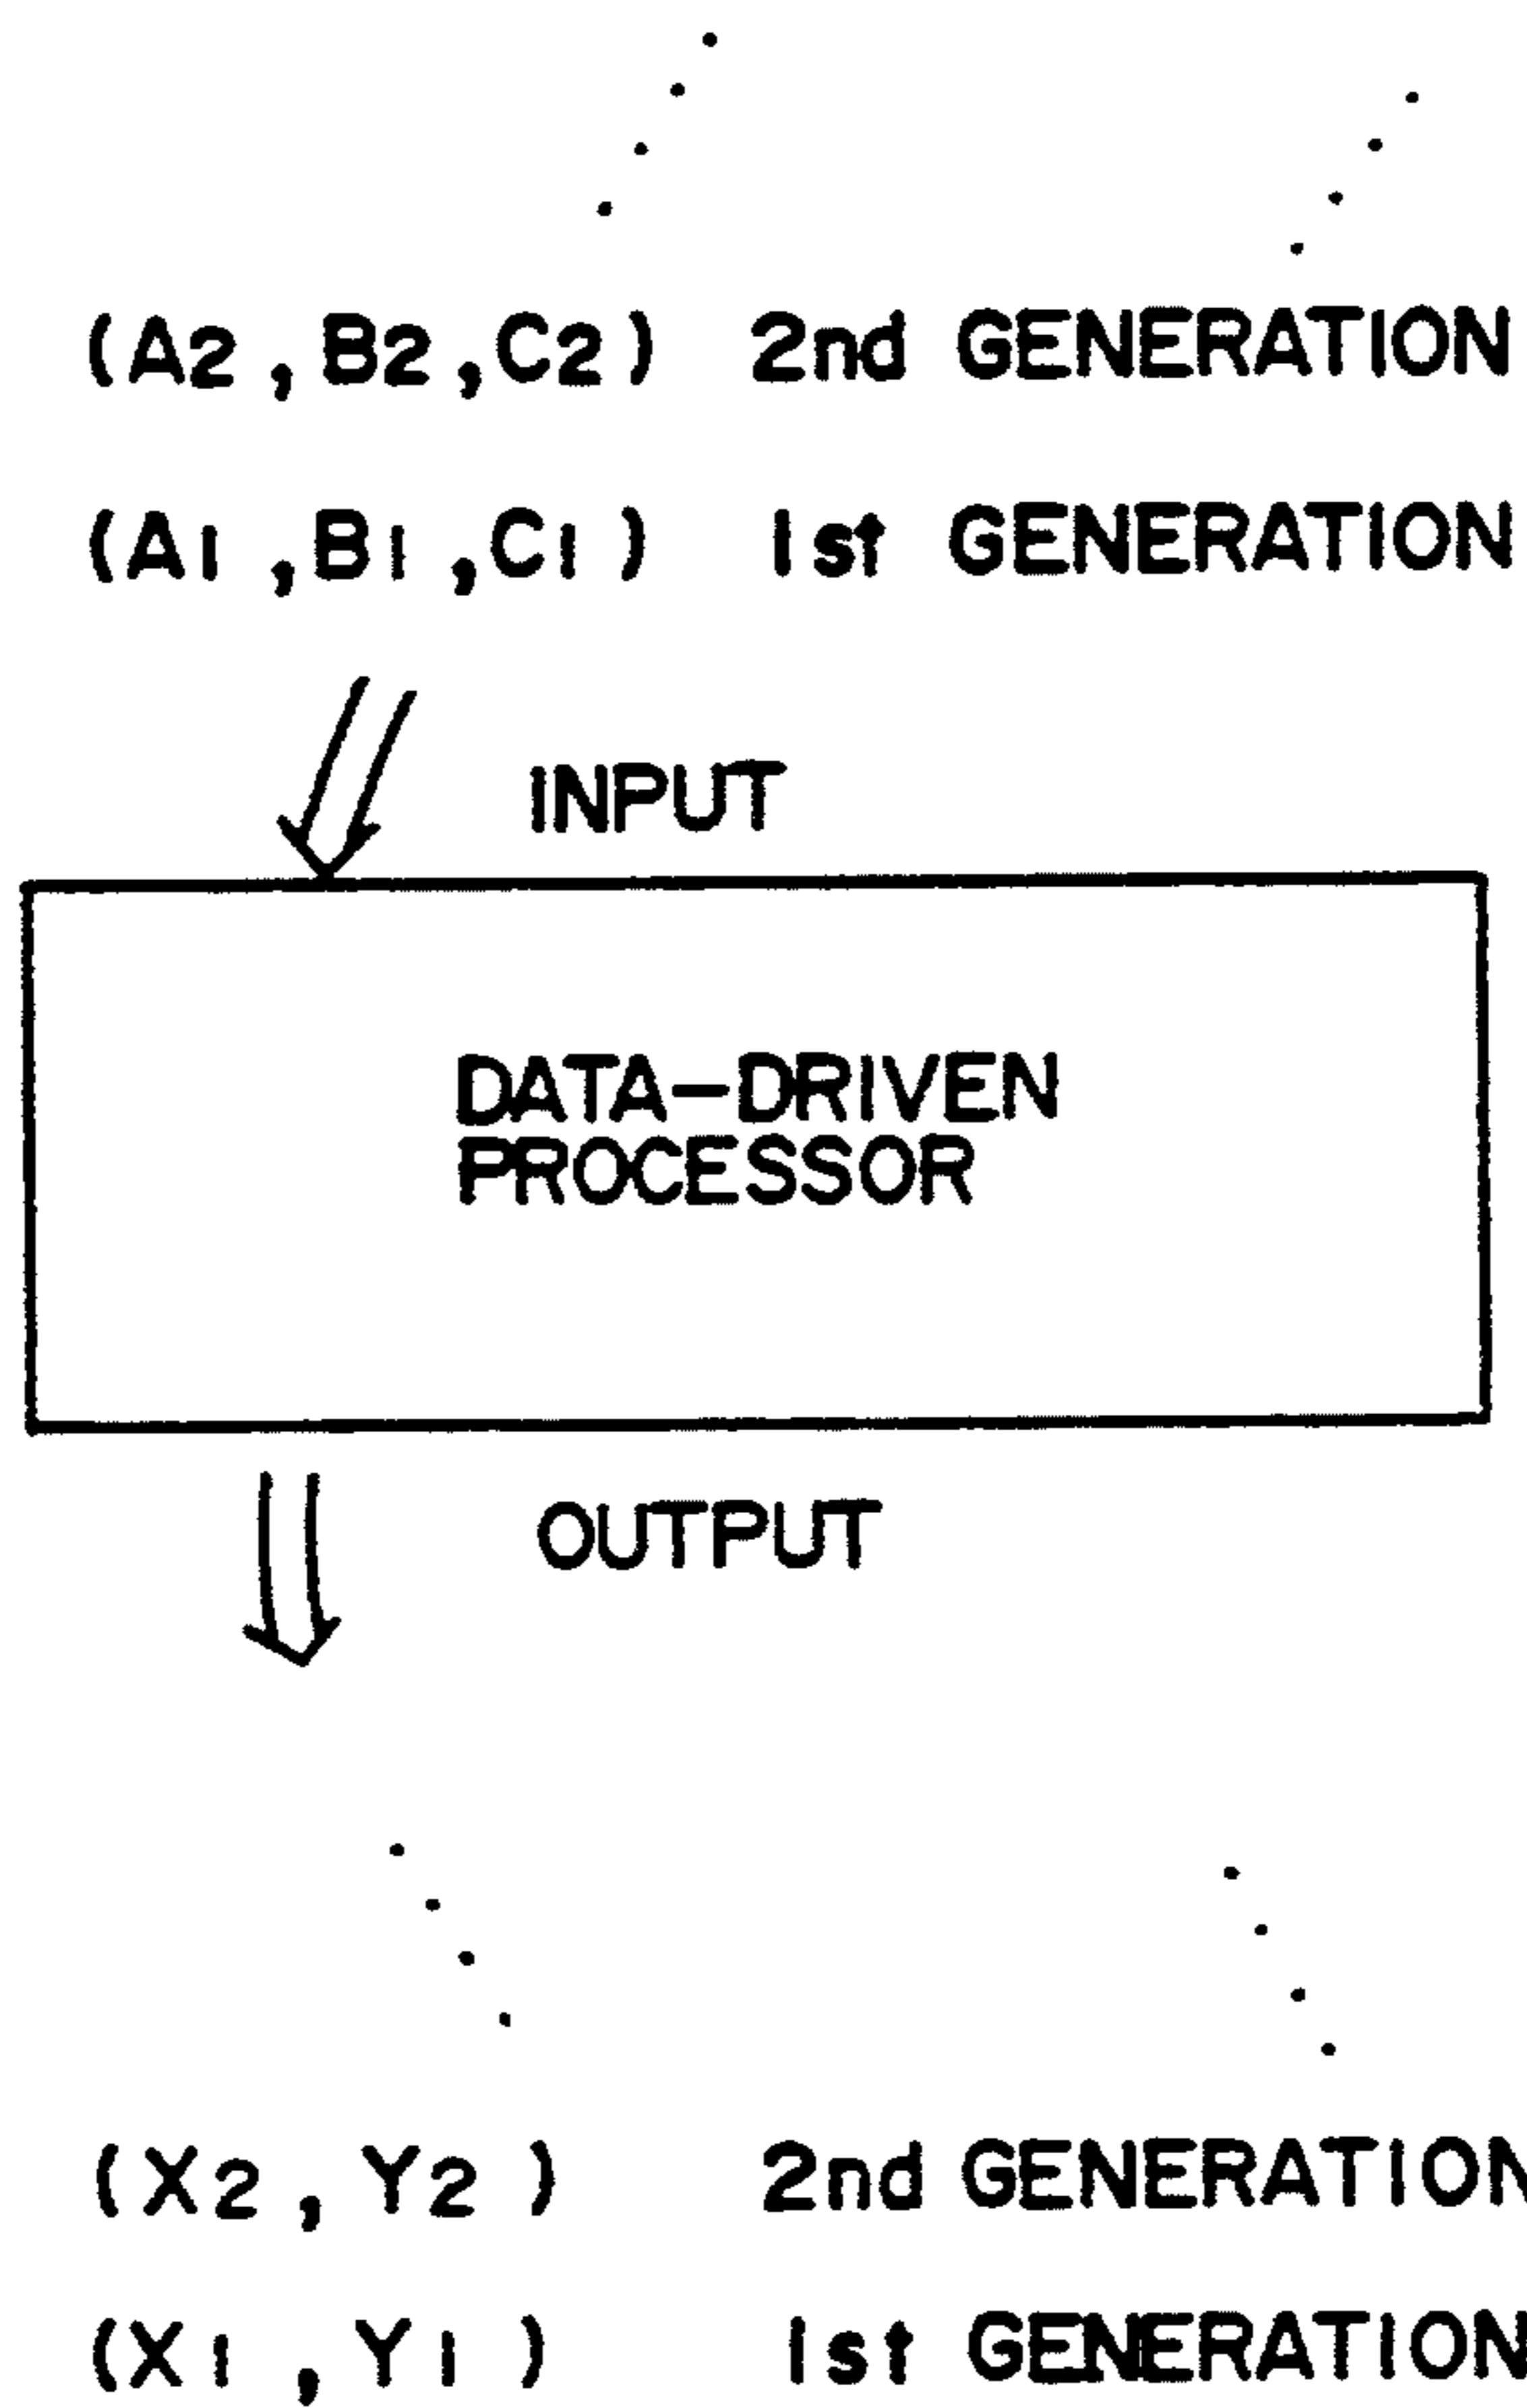 (A2, B2, C2) 2nd GENERATION
(A1, B1, C1) 1st GENERATION
INPUT
DATA-DRIVEN
PROCESSOR
OUTPUT
(X2, Y2) 2nd GENERATION
(X1, Y1) 1st GENERATION